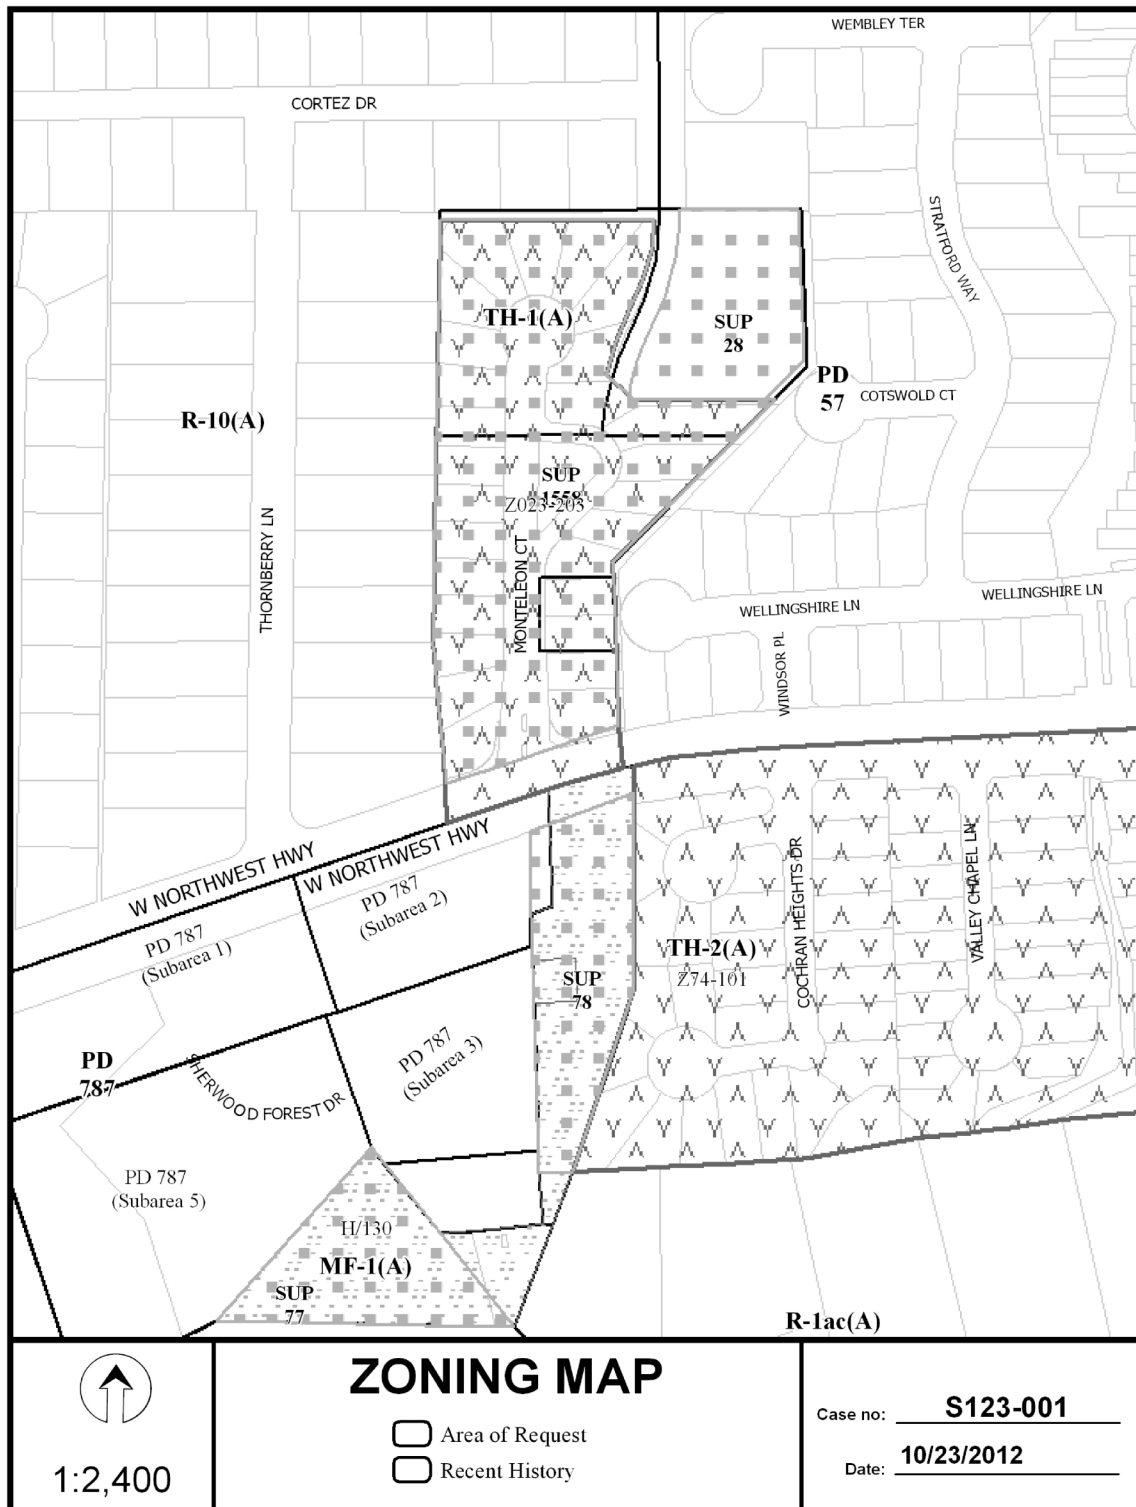 WEMBLEY TER
CORTEZ DR
STRATFORD WAY
TH-1(A)
SUP
28
PD
57
COTSWOLD CT
R-10(A)
SUP
1558
Z023-203
THORNBERRY LN
MONTELEON CT
WELLINGSHIRE LN
WELLINGSHIRE LN
WINDSOR PL
W NORTHWEST HWY
W NORTHWEST HWY
COCHRAN HEIGHTS DR
VALLEY CHAPEL LN
PD 787
(Subarea 2)
PD 787
(Subarea 1)
TH-2(A)
Z74-101
SUP
78
PD 787
(Subarea 3)
PD
787
SHERWOOD FOREST DR
PD 787
(Subarea 5)
H/130
MF-1(A)
SUP
77
R-1ac(A)
1:2,400
ZONING MAP
Area of Request
Recent History
Case no: S123-001
Date: 10/23/2012